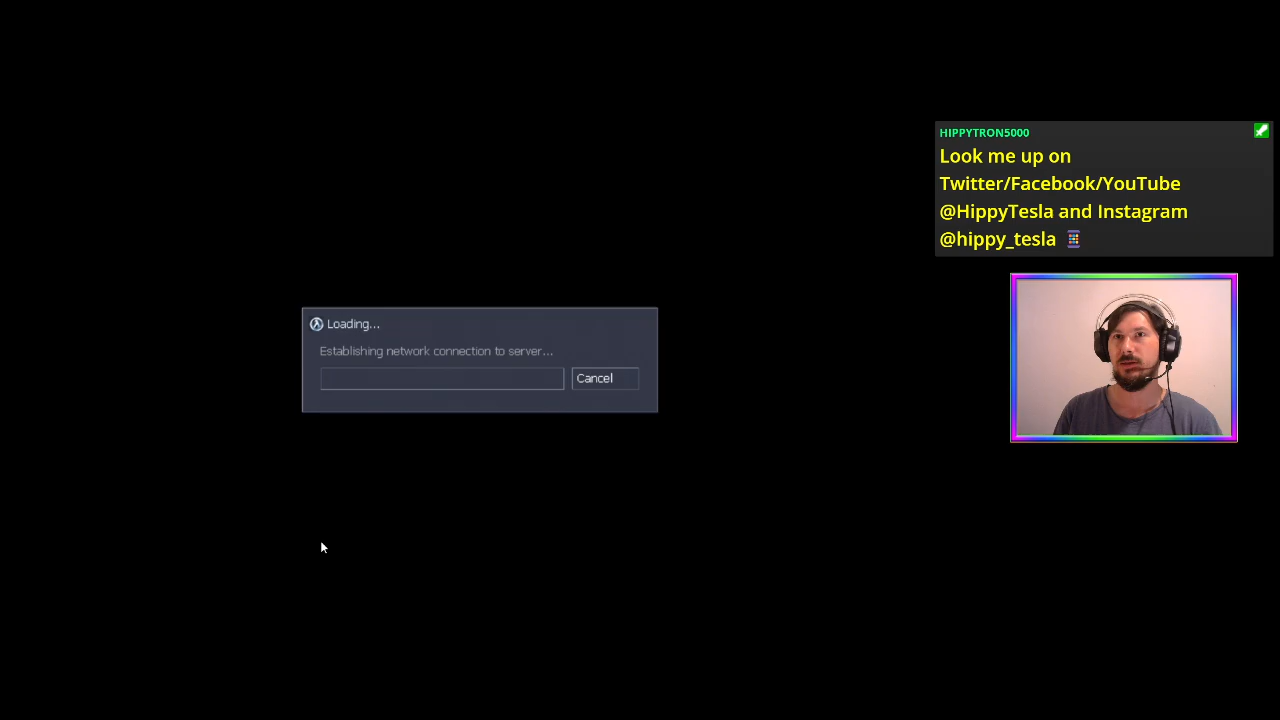 HIPPYTRON5000
Look me up on
Twitter/Facebook/YouTube
@HippyTesla and Instagram
@hippy_tesla
Loading...
Establishing network connection to server...
Cancel